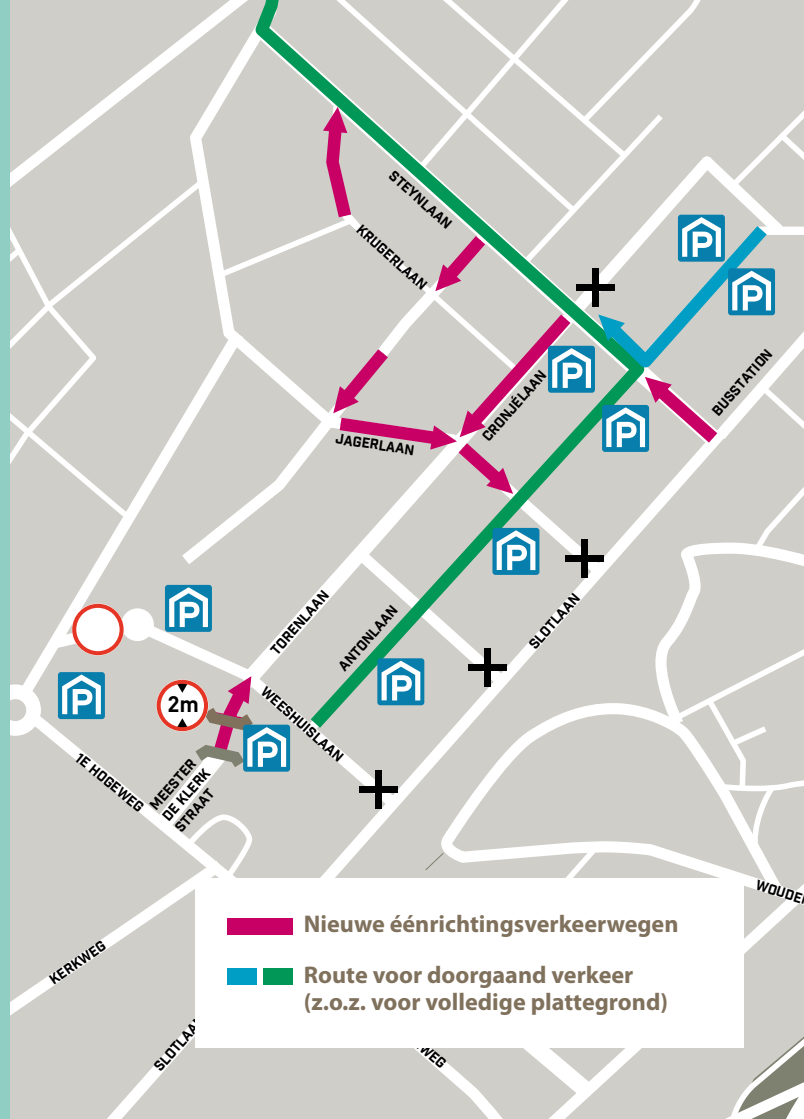 STEYNLAAN
KRUGERLAAN
P
P
BUSSTATION
P
CRONJÉLAAN
P
JAGERLAAN
P
SLOTLAAN
P
TORENLAAN
ANTONLAAN
P
P
2m
WEESHUISLAAN
P
1E HOGEWEG
MEESTER
DE KLERK
STRAAT
WOUDEN
KERKWEG
SLOTLAA
WEG
Nieuwe éénrichtingsverkeerwegen
Route voor doorgaand verkeer
(z.o.z. voor volledige plattegrond)